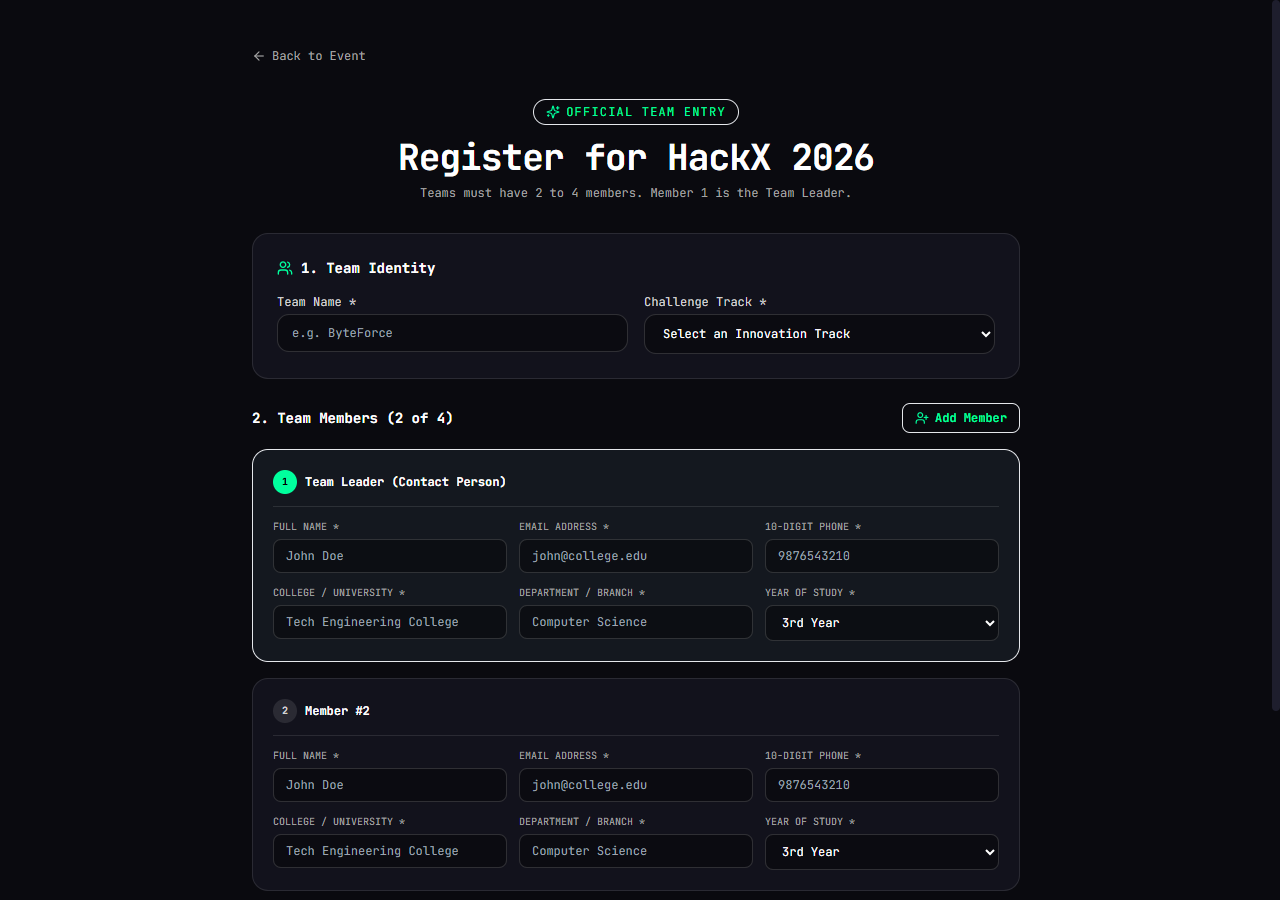 Back to Event
OFFICIAL TEAM ENTRY
Register for HackX 2026
Teams must have 2 to 4 members. Member 1 is the Team Leader.
1. Team Identity
Team Name * Challenge Track *
e.g. ByteForce Select an Innovation Track
2. Team Members (2 of 4) Add Member
1 Team Leader (Contact Person)
FULL NAME * EMAIL ADDRESS * 10-DIGIT PHONE *
John Doe john@college.edu 9876543210
COLLEGE / UNIVERSITY * DEPARTMENT / BRANCH * YEAR OF STUDY *
Tech Engineering College Computer Science 3rd Year
2 Member #2
FULL NAME * EMAIL ADDRESS * 10-DIGIT PHONE *
John Doe john@college.edu 9876543210
COLLEGE / UNIVERSITY * DEPARTMENT / BRANCH * YEAR OF STUDY *
Tech Engineering College Computer Science 3rd Year